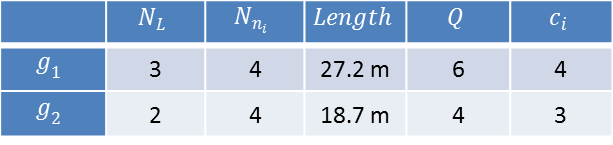 N_L N_{n_i} Length Q c_i
g_1 3 4 27.2 m 6 4
g_2 2 4 18.7 m 4 3